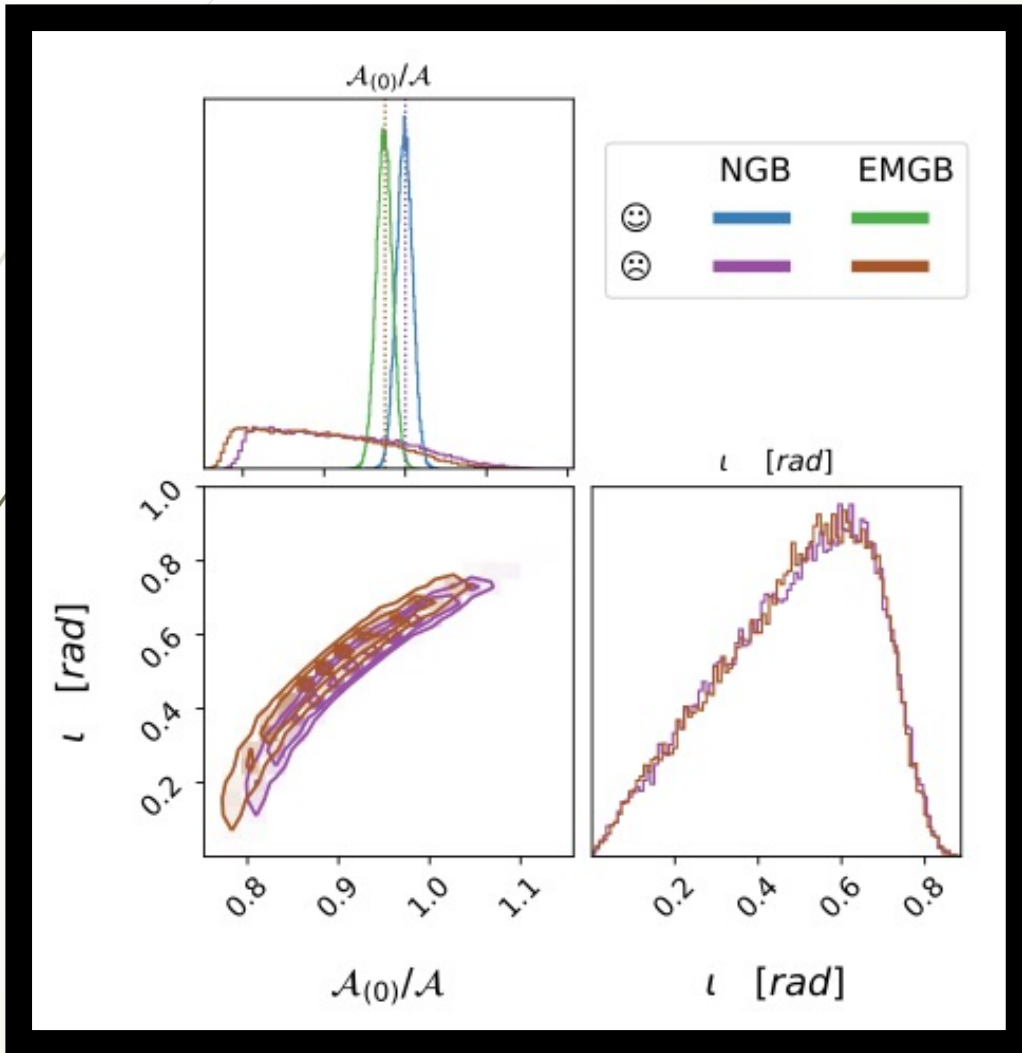 𝒜(0)/𝒜
NGB EMGB
☺
☹
ι [rad]
1.0
0.8
0.6
0.4
0.2
ι [rad]
0.8 0.9 1.0 1.1
0.2 0.4 0.6 0.8
𝒜(0)/𝒜
ι [rad]